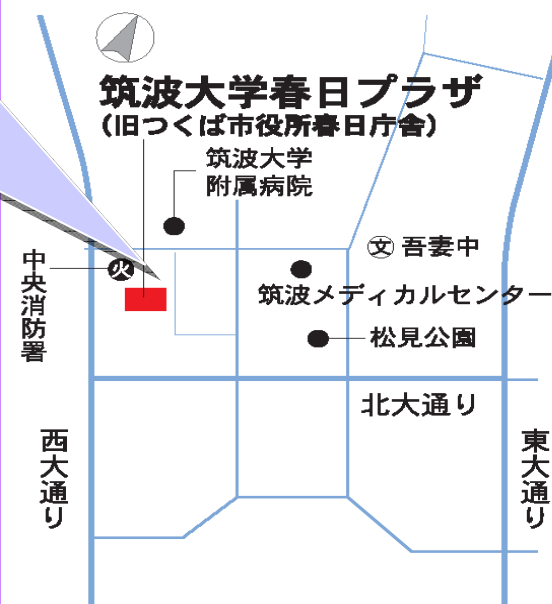 筑波大学春日プラザ
（旧つくば市役所春日庁舎）
筑波大学
附属病院
文 吾妻中
中央消防署
火
筑波メディカルセンター
松見公園
北大通り
西大通り
東大通り